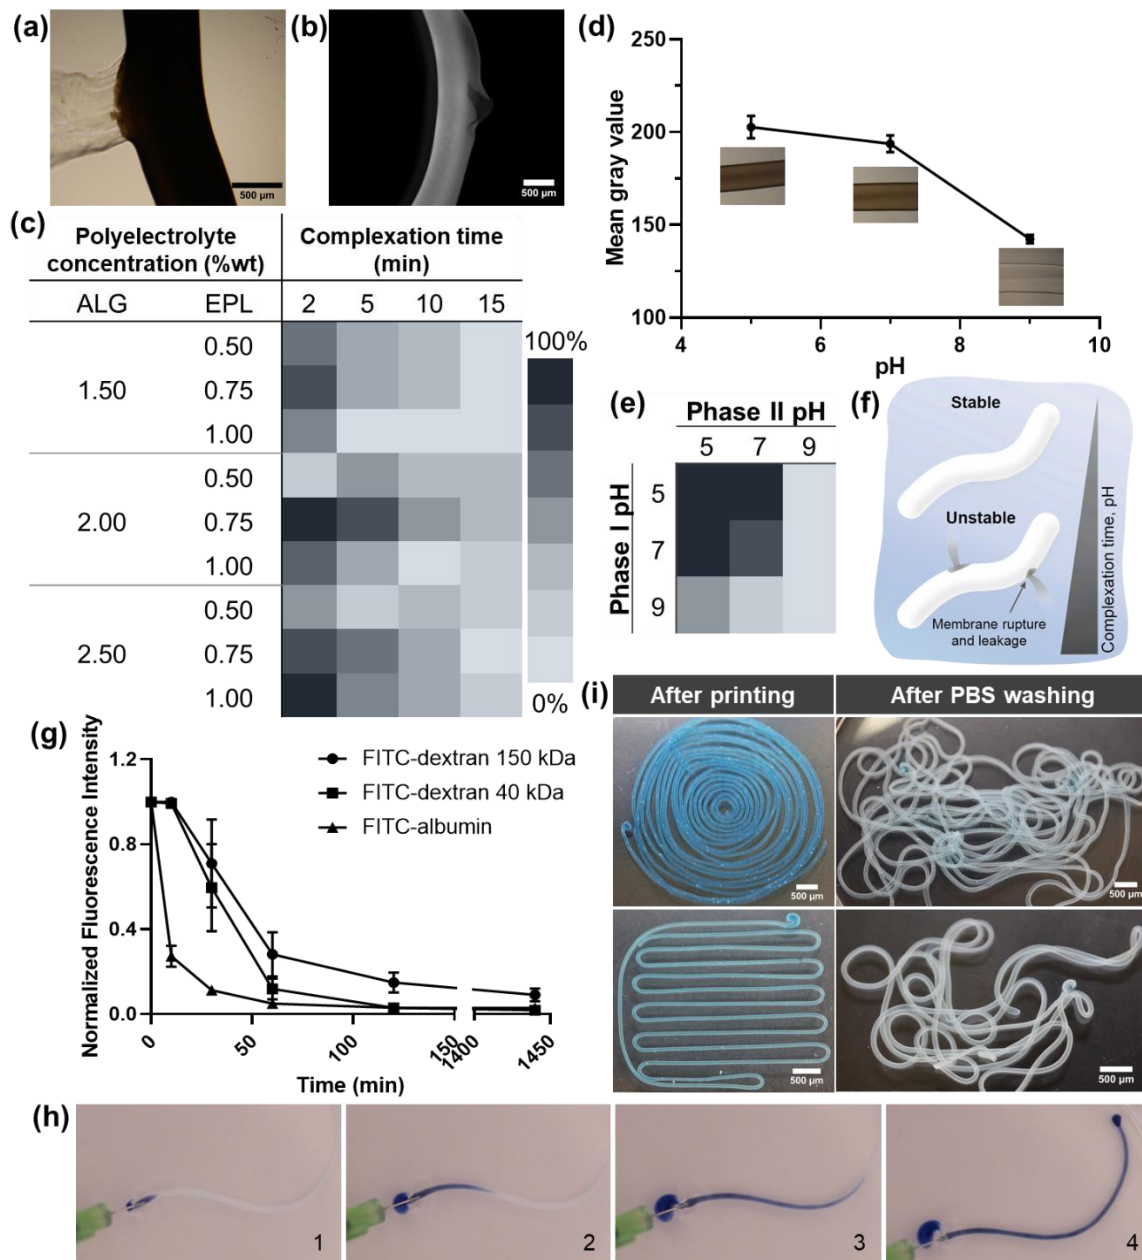 (a)
500 µm
(b)
500 µm
(c)
Polyelectrolyte
concentration (%wt)
Complexation time
(min)
ALG EPL 2 5 10 15
1.50
0.50
0.75
1.00
2.00
0.50
0.75
1.00
2.50
0.50
0.75
1.00
100%
0%
(d)
Mean gray value
250
200
150
100
4 6 8 10
pH
(e)
Phase II pH
5 7 9
Phase I pH
5
7
9
(f)
Stable
Unstable
Membrane rupture
and leakage
Complexation time, pH
(g)
Normalized Fluorescence Intensity
1.2
0.8
0.4
0.0
0 50 100 150 1400 1450
Time (min)
FITC-dextran 150 kDa
FITC-dextran 40 kDa
FITC-albumin
(i)
After printing After PBS washing
500 µm
500 µm
500 µm
500 µm
(h)
1 2 3 4